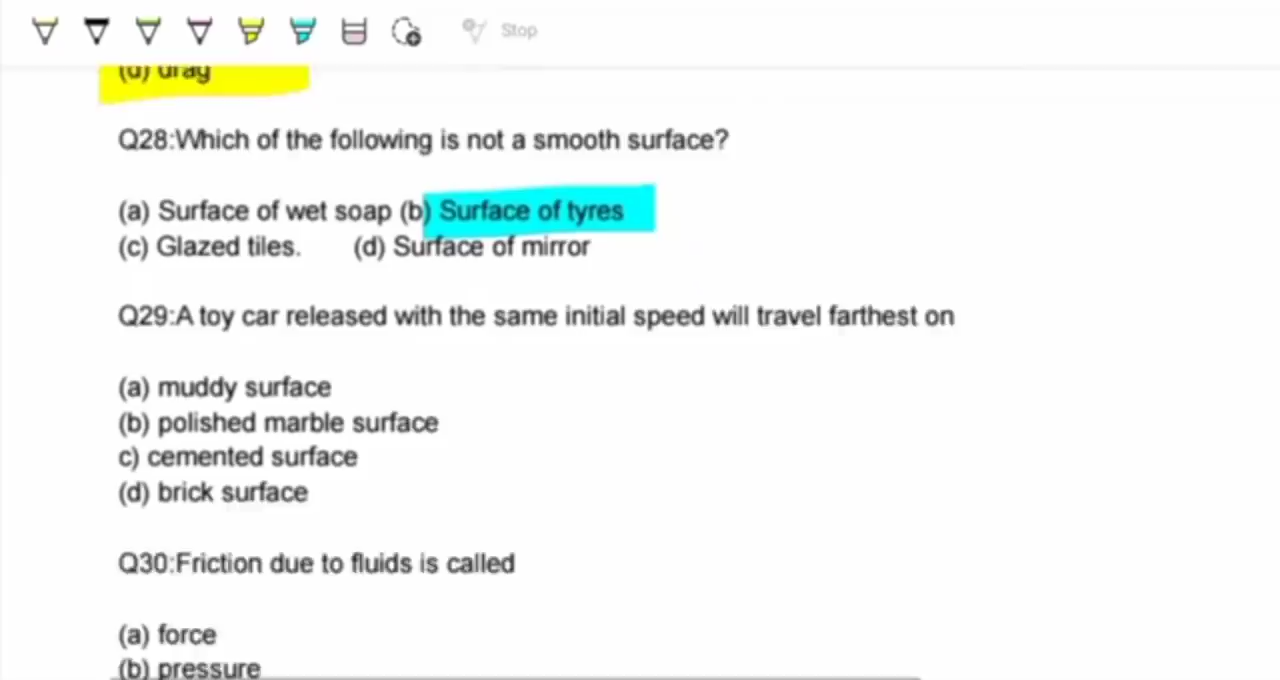 Stop
(d) drag
Q28:Which of the following is not a smooth surface?
(a) Surface of wet soap (b) Surface of tyres
(c) Glazed tiles. (d) Surface of mirror
Q29:A toy car released with the same initial speed will travel farthest on
(a) muddy surface
(b) polished marble surface
c) cemented surface
(d) brick surface
Q30:Friction due to fluids is called
(a) force
(b) pressure